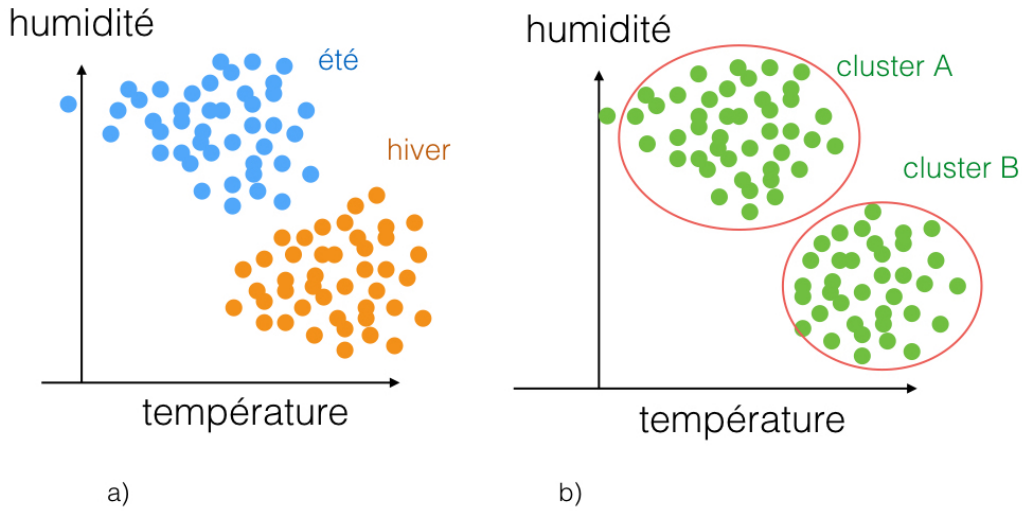 humidité
été
hiver
température
a)
humidité
cluster A
cluster B
température
b)